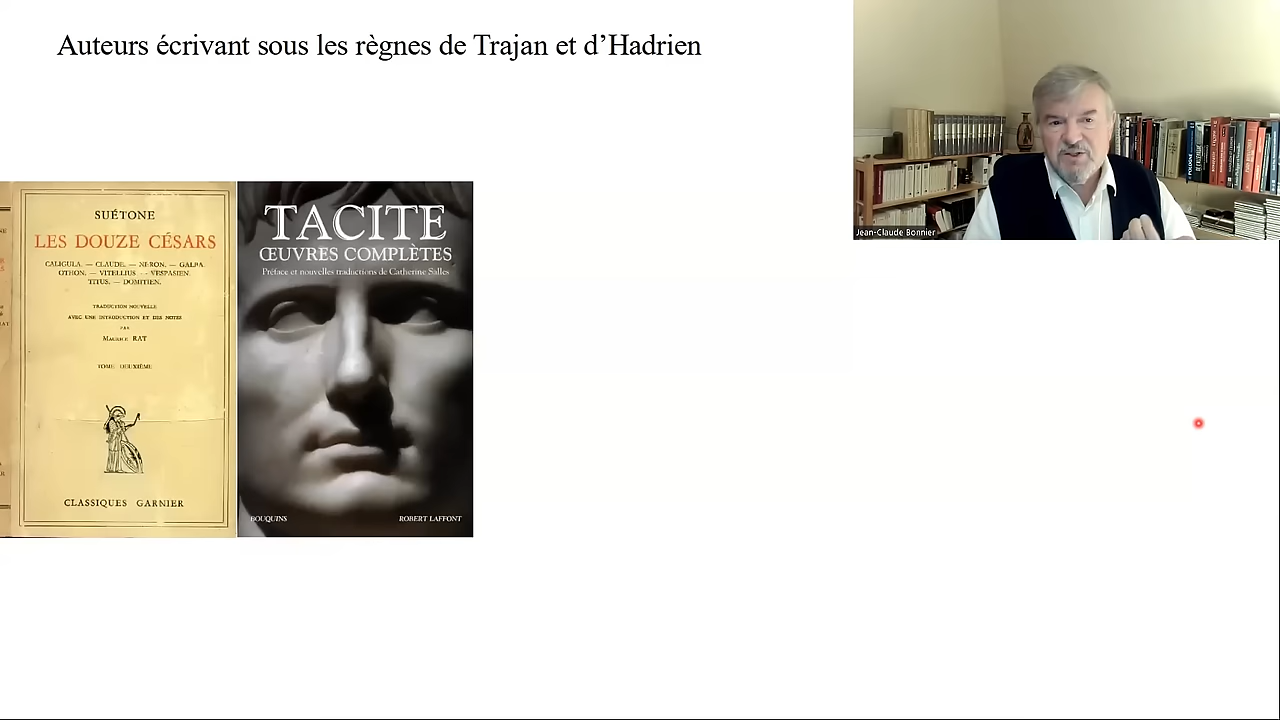 Auteurs écrivant sous les règnes de Trajan et d’Hadrien
Jean-Claude Bonnier
SUÉTONE
LES DOUZE CÉSARS
CALIGULA. — CLAUDE. — NÉRON. — GALBA.
OTHON. — VITELLIUS — VESPASIEN.
TITUS. — DOMITIEN.
TRADUCTION NOUVELLE
AVEC UNE INTRODUCTION ET DES NOTES
PAR
MAURICE RAT
TOME DEUXIÈME
CLASSIQUES GARNIER
TACITE
ŒUVRES COMPLÈTES
Préface et nouvelles traductions de Catherine Salles
BOUQUINS
ROBERT LAFFONT